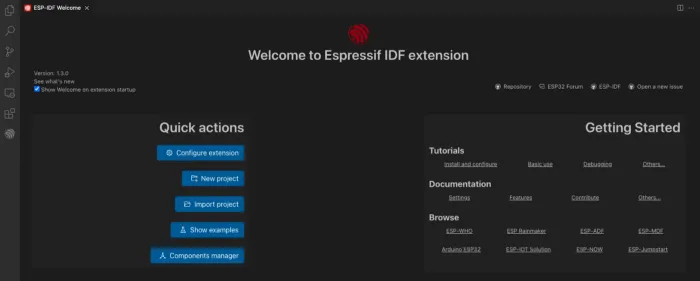 ESP-IDF Welcome
Welcome to Espressif IDF extension
Version: 1.3.0
See what's new
Show Welcome on extension startup
Repository ESP32 Forum ESP-IDF Open a new issue
Quick actions
Configure extension
New project
Import project
Show examples
Components manager
Getting Started
Tutorials
Install and configure Basic use Debugging Others...
Documentation
Settings Features Contribute Others...
Browse
ESP-WHO ESP Rainmaker ESP-ADF ESP-MDF
Arduino XSP32 ESP-IOT Solution ESP-NOW ESP-Jumpstart